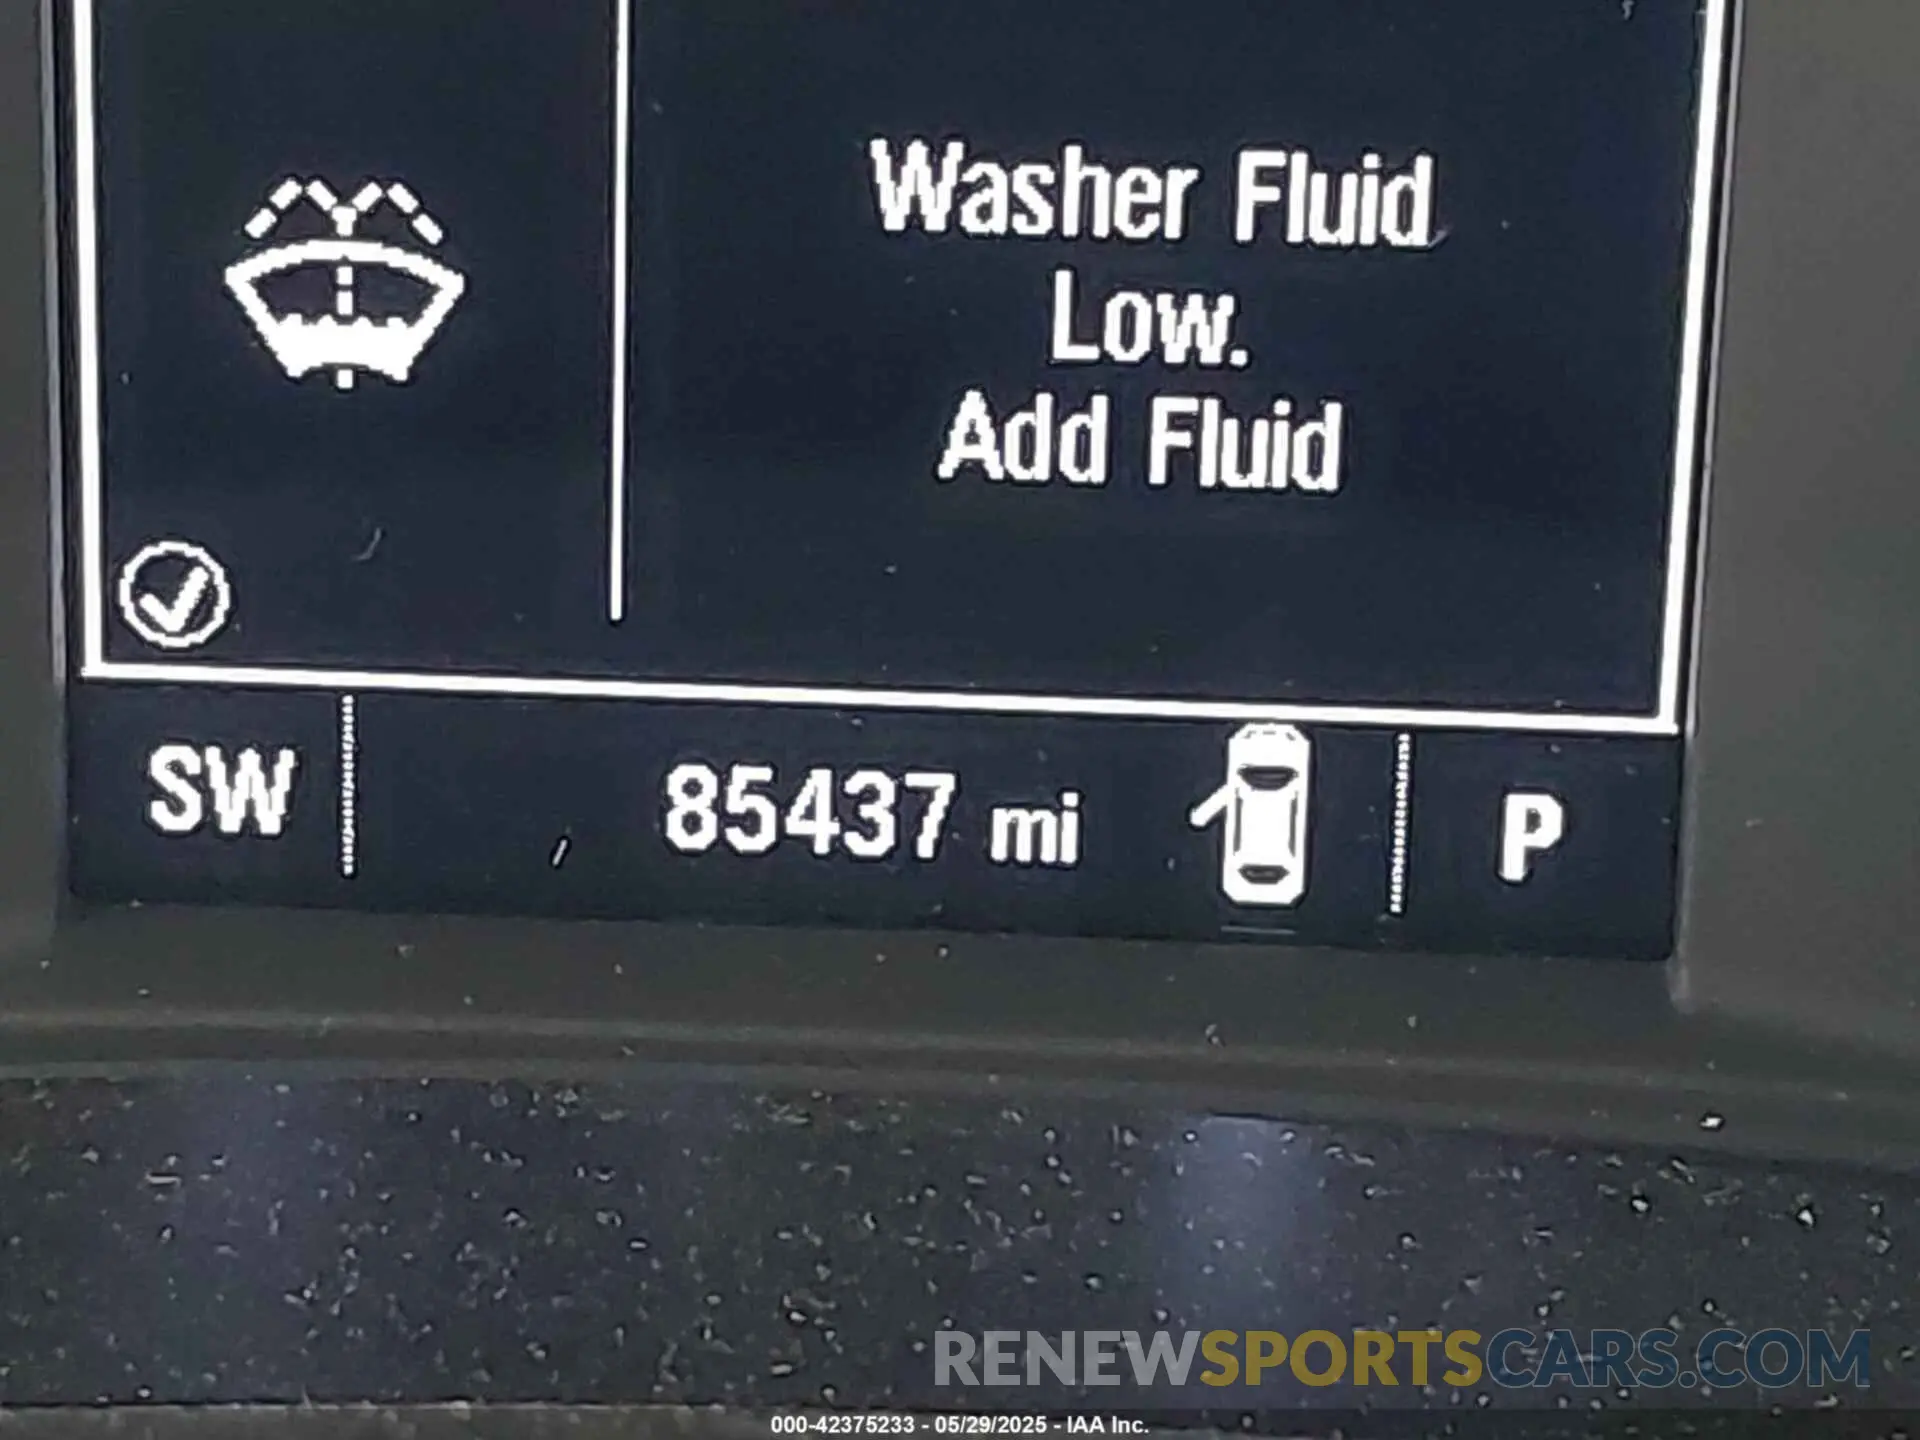 Washer Fluid
Low.
Add Fluid
SW 85437 mi P
RENEWSPORTSCARS.COM
000-42375233 - 05/29/2025 - IAA Inc.